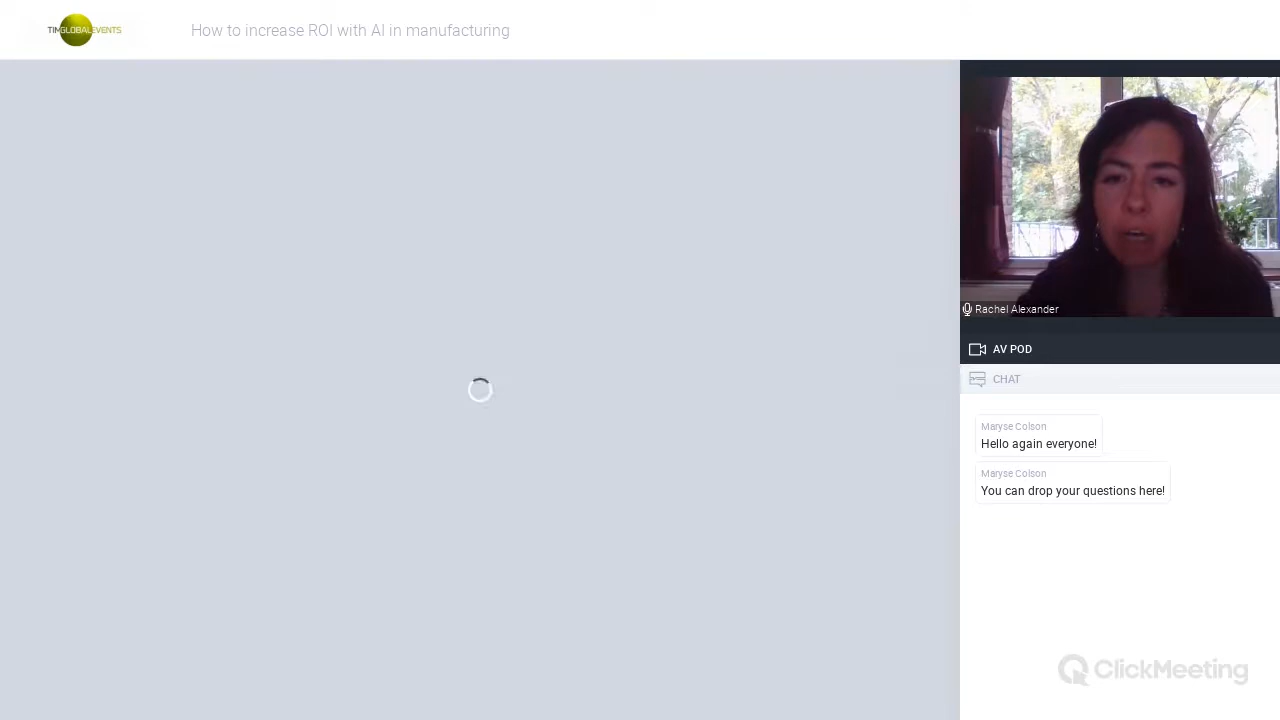 TIMGLOBALEVENTS
How to increase ROI with AI in manufacturing
Rachel Alexander
AV POD
CHAT
Maryse Colson
Hello again everyone!
Maryse Colson
You can drop your questions here!
ClickMeeting